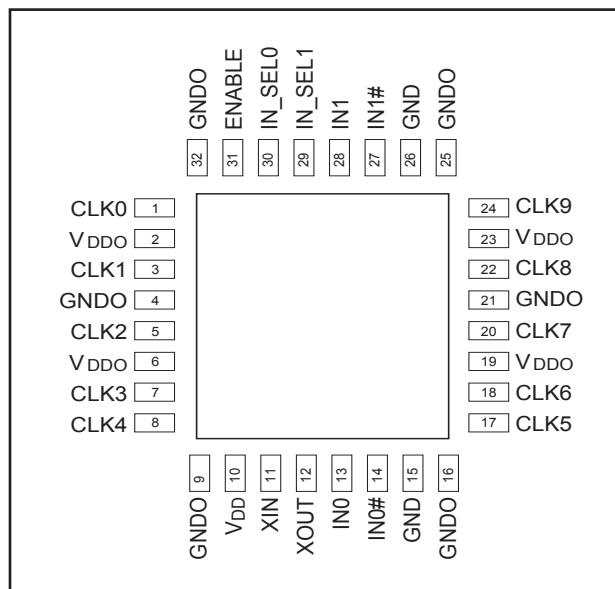 GNDO ENABLE IN_SEL0 IN_SEL1 IN1 IN1# GND GNDO
32 31 30 29 28 27 26 25
CLK0 1 24 CLK9
VDDO 2 23 VDDO
CLK1 3 22 CLK8
GNDO 4 21 GNDO
CLK2 5 20 CLK7
VDDO 6 19 VDDO
CLK3 7 18 CLK6
CLK4 8 17 CLK5
9 10 11 12 13 14 15 16
GNDO VDD XIN XOUT IN0 IN0# GND GNDO